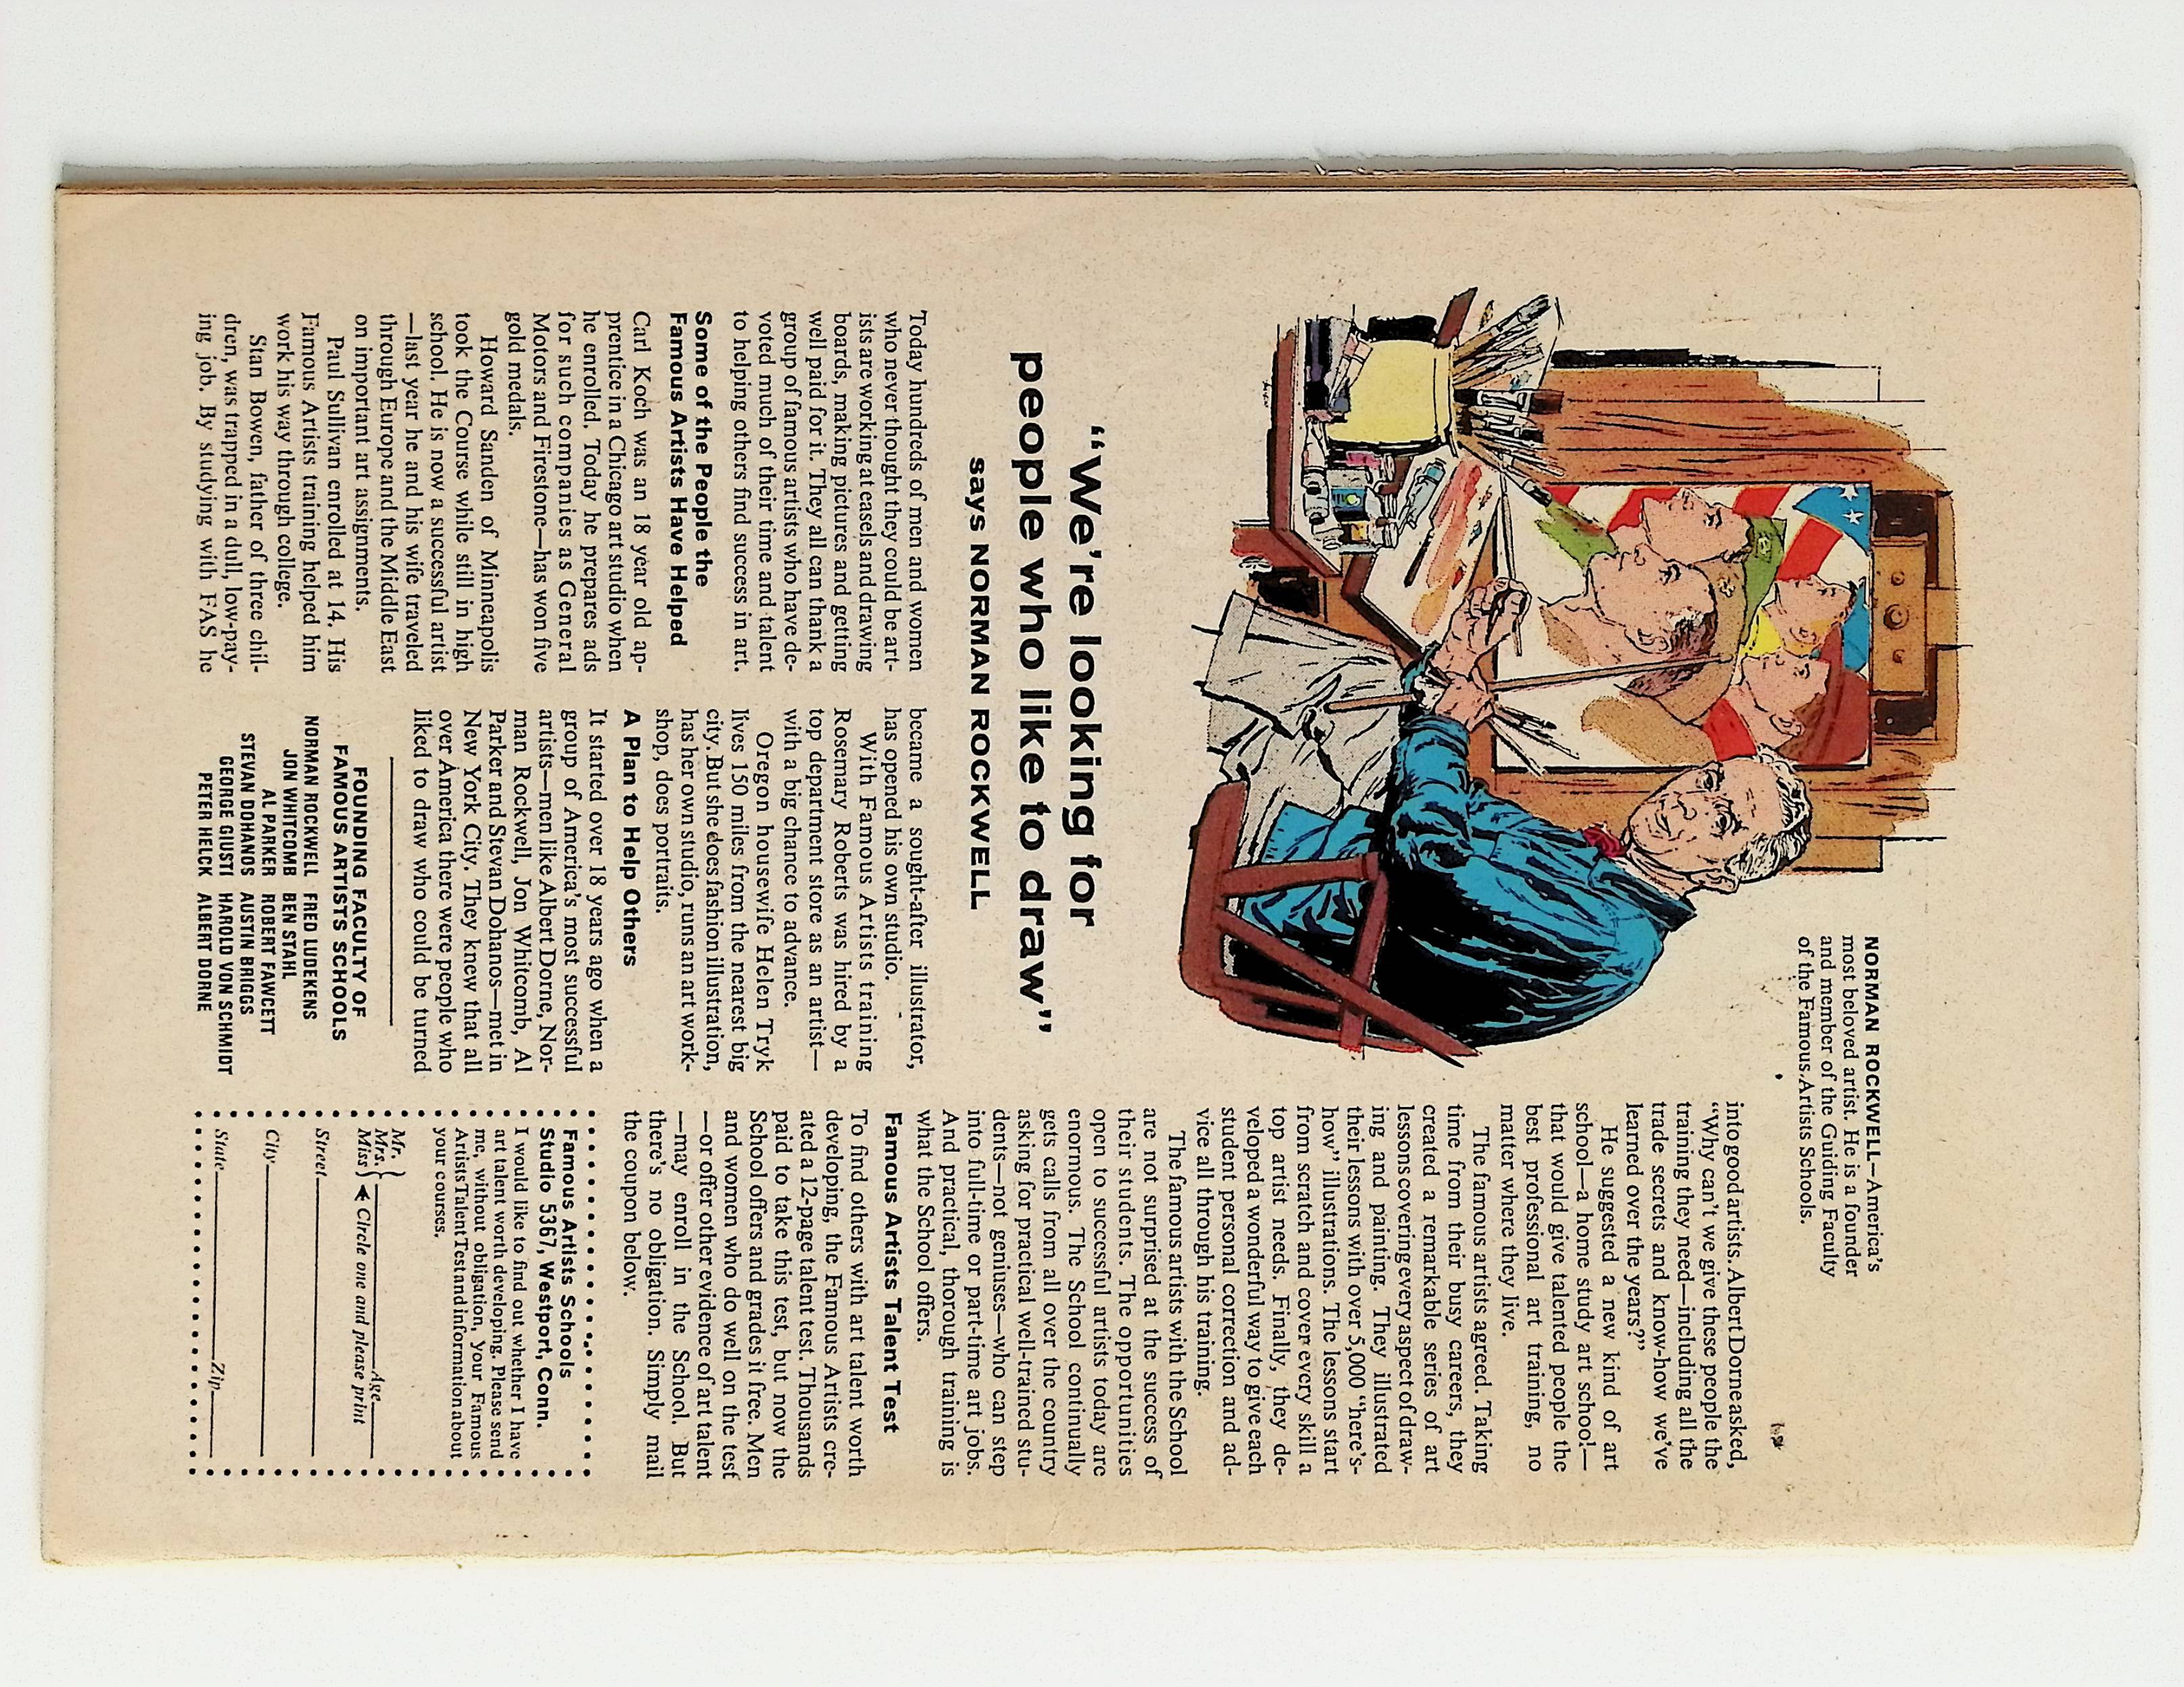 NORMAN ROCKWELL—America's
most beloved artist. He is a founder
and member of the Guiding Faculty
of the Famous Artists Schools.
“We're looking for
people who like to draw”
says NORMAN ROCKWELL
Today hundreds of men and women
who never thought they could be art-
ists are working at easels and drawing
boards, making pictures and getting
well paid for it. They all can thank a
group of famous artists who have de-
voted much of their time and talent
to helping others find success in art.
Some of the People the
Famous Artists Have Helped
Carl Koch was an 18 year old ap-
prentice in a Chicago art studio when
he enrolled. Today he prepares ads
for such companies as General
Motors and Firestone—has won five
gold medals.
Howard Sanden of Minneapolis
took the Course while still in high
school. He is now a successful artist
—last year he and his wife traveled
through Europe and the Middle East
on important art assignments.
Paul Sullivan enrolled at 14. His
Famous Artists training helped him
work his way through college.
Stan Bowen, father of three chil-
dren, was trapped in a dull, low-pay-
ing job. By studying with FAS he
became a sought-after illustrator,
has opened his own studio.
With Famous Artists training
Rosemary Roberts was hired by a
top department store as an artist—
with a big chance to advance.
Oregon housewife Helen Tryk
lives 150 miles from the nearest big
city. But she does fashion illustration,
has her own studio, runs an art work-
shop, does portraits.
A Plan to Help Others
It started over 18 years ago when a
group of America's most successful
artists—men like Albert Dorne, Nor-
man Rockwell, Jon Whitcomb, Al
Parker and Stevan Dohanos—met in
New York City. They knew that all
over America there were people who
liked to draw who could be turned
FOUNDING FACULTY OF
FAMOUS ARTISTS SCHOOLS
NORMAN ROCKWELL FRED LUDEKENS
JON WHITCOMB BEN STAHL
AL PARKER ROBERT FAWCETT
STEVAN DOHANOS AUSTIN BRIGGS
GEORGE GIUSTI HAROLD VON SCHMIDT
PETER HELCK ALBERT DORNE
into good artists. Albert Dorne asked,
“Why can't we give these people the
training they need—including all the
trade secrets and know-how we've
learned over the years?”
He suggested a new kind of art
school—a home study art school—
that would give talented people the
best professional art training, no
matter where they live.
The famous artists agreed. Taking
time from their busy careers, they
created a remarkable series of art
lessons covering every aspect of draw-
ing and painting. They illustrated
their lessons with over 5,000 “here's-
how” illustrations. The lessons start
from scratch and cover every skill a
top artist needs. Finally, they de-
veloped a wonderful way to give each
student personal correction and ad-
vice all through his training.
The famous artists with the School
are not surprised at the success of
their students. The opportunities
open to successful artists today are
enormous. The School continually
gets calls from all over the country
asking for practical well-trained stu-
dents—not geniuses—who can step
into full-time or part-time art jobs.
And practical, thorough training is
what the School offers.
Famous Artists Talent Test
To find others with art talent worth
developing, the Famous Artists cre-
ated a 12-page talent test. Thousands
paid to take this test, but now the
School offers and grades it free. Men
and women who do well on the test
—or offer other evidence of art talent
—may enroll in the School. But
there's no obligation. Simply mail
the coupon below.
Famous Artists Schools
Studio 5367, Westport, Conn.
I would like to find out whether I have
art talent worth developing. Please send
me, without obligation, your Famous
Artists Talent Test and information about
your courses.
Mr.
Mrs. Age
Miss Circle one and please print
Street
City
State Zip